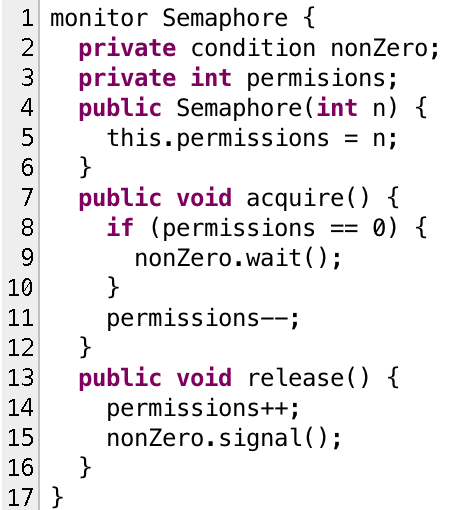 1 monitor Semaphore {
2   private condition nonZero;
3   private int permisions;
4   public Semaphore(int n) {
5     this.permissions = n;
6   }
7   public void acquire() {
8     if (permissions == 0) {
9       nonZero.wait();
10     }
11     permissions--;
12   }
13   public void release() {
14     permissions++;
15     nonZero.signal();
16   }
17 }